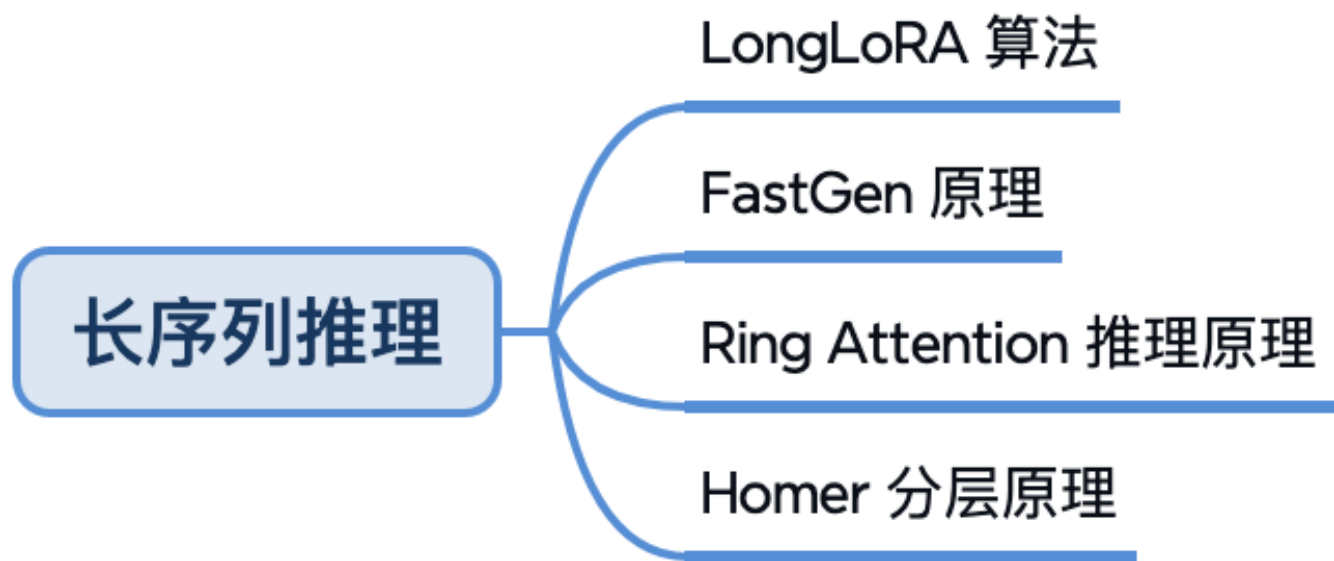 长序列推理
LongLoRA 算法
FastGen 原理
Ring Attention 推理原理
Homer 分层原理